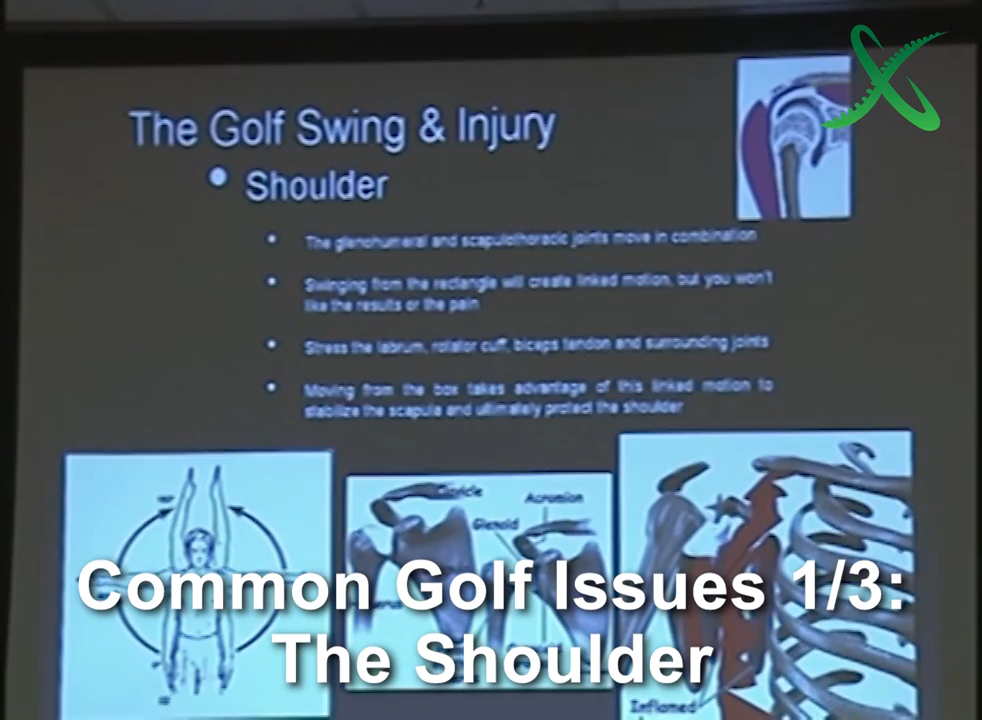 The Golf Swing & Injury
Shoulder
The glenohumeral and scapulothoracic joints move in combination
Swinging from the rectangle will create linked motion, but you won't
like the results or the pain
Stress the labrum, rotator cuff, biceps tendon and surrounding joints
Moving from the box takes advantage of this linked motion to
stabilize the scapula and ultimately protect the shoulder
Clavicle
Acromion
Glenoid
Common Golf Issues 1/3:
The Shoulder
Inflamed